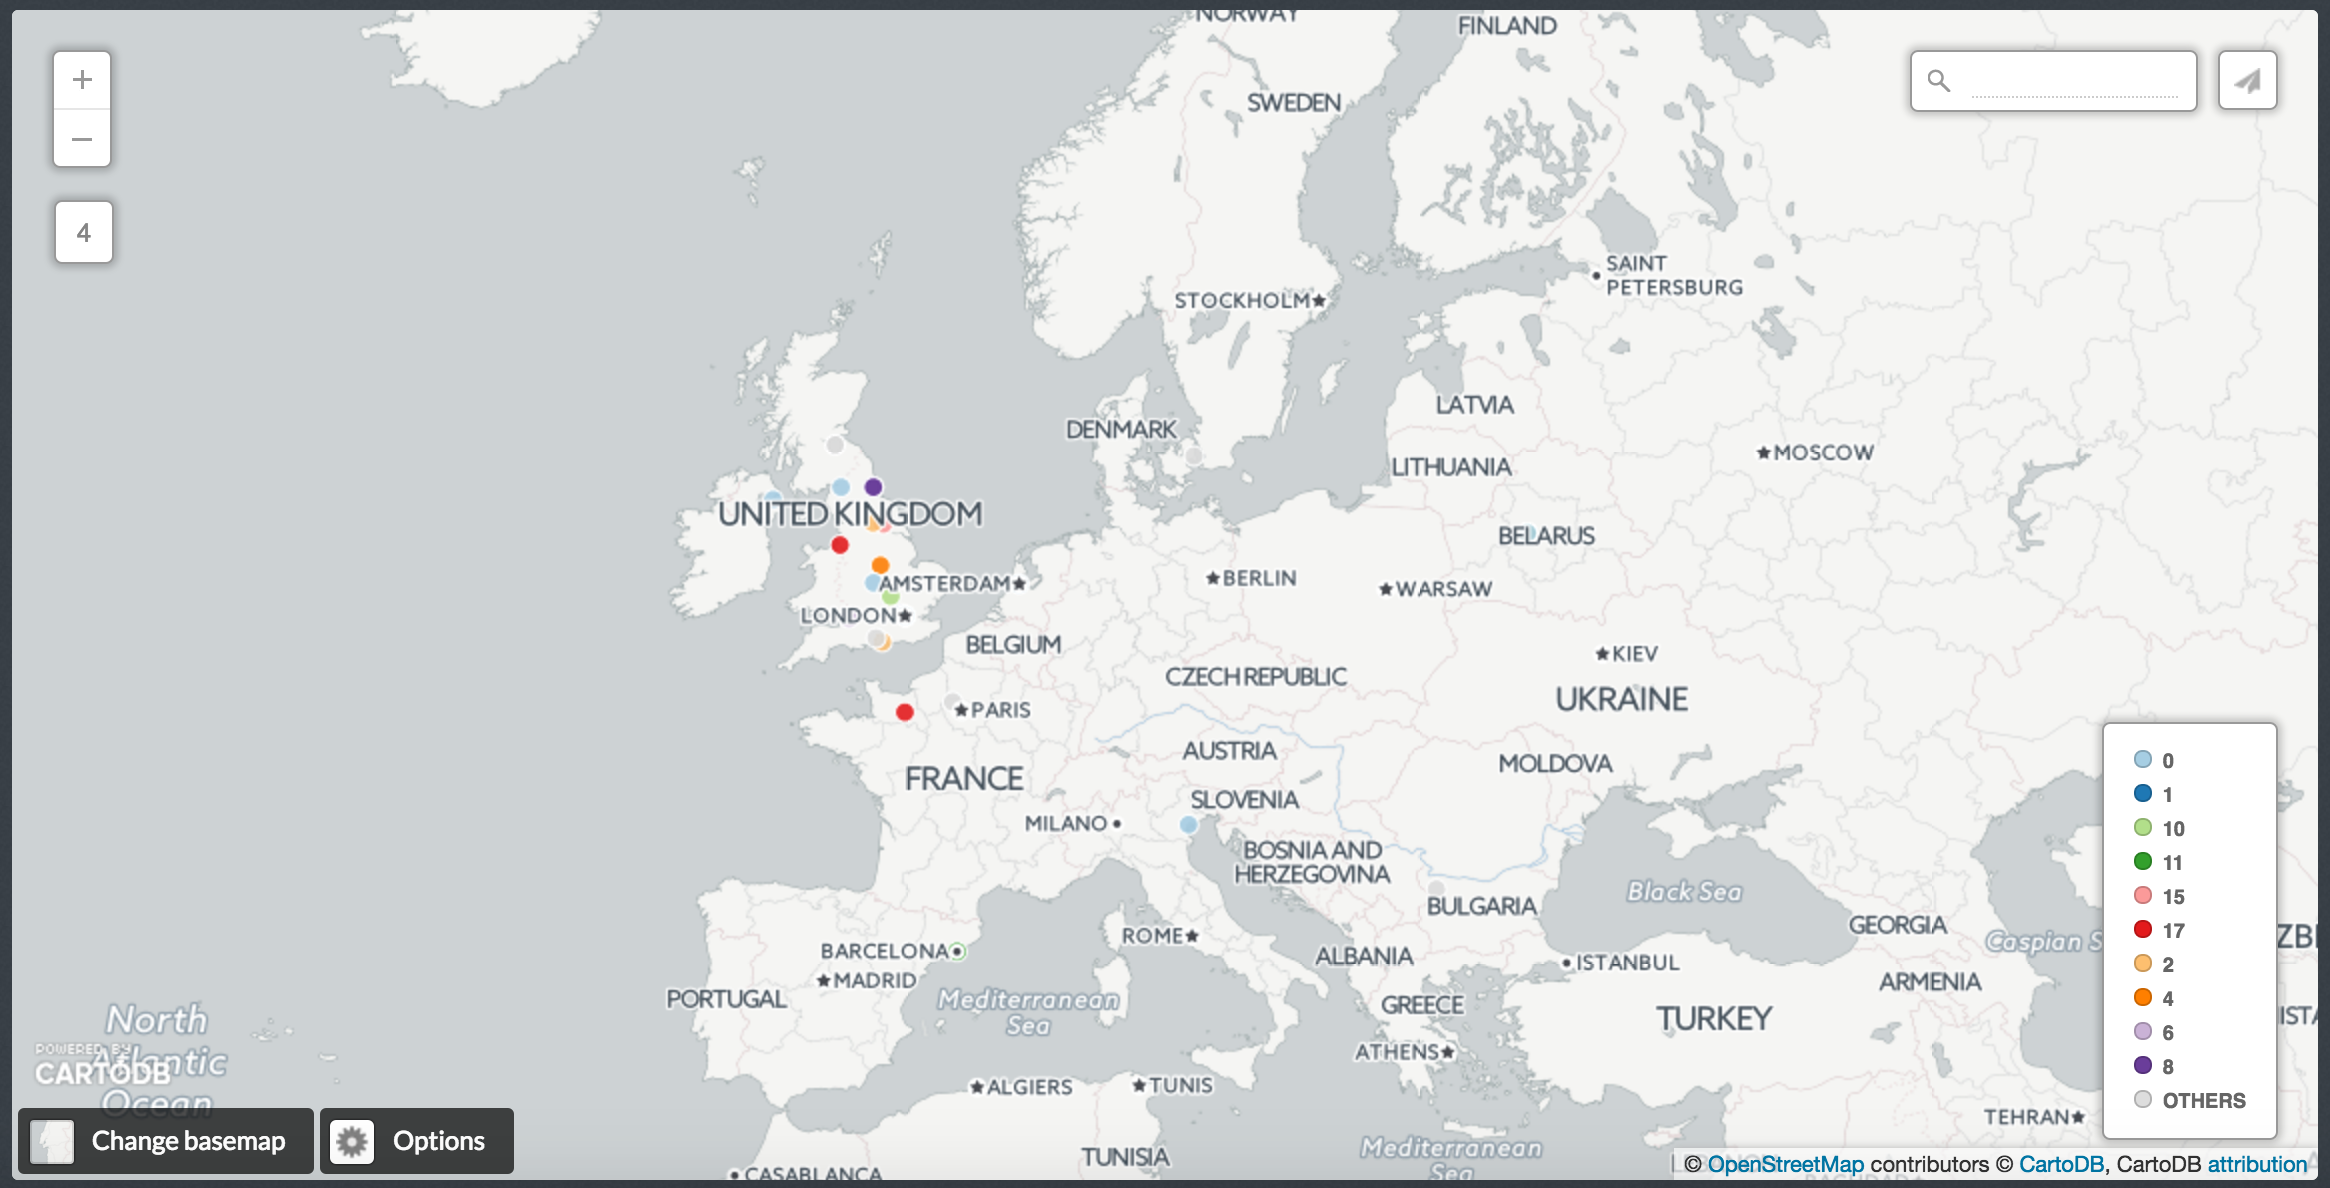 NORWAY
FINLAND
+
SWEDEN
−
4
SAINT
PETERSBURG
STOCKHOLM
LATVIA
DENMARK
MOSCOW
LITHUANIA
UNITED KINGDOM
BELARUS
AMSTERDAM
BERLIN
WARSAW
LONDON
BELGIUM
KIEV
CZECH REPUBLIC
UKRAINE
PARIS
AUSTRIA
MOLDOVA
FRANCE
SLOVENIA
MILANO
BOSNIA AND
HERZEGOVINA
Black Sea
BULGARIA
GEORGIA
ROME
Caspian S
ZB
BARCELONA
ALBANIA
ISTANBUL
MADRID
ARMENIA
PORTUGAL
Mediterranean
Sea
GREECE
TURKEY
IST
North
Atlantic
Ocean
POWERED BY
CARTODB
ATHENS
ALGIERS
TUNIS
TEHRAN
TUNISIA
Mediterranean
Sea
CASABLANCA
0
1
10
11
15
17
2
4
6
8
OTHERS
Change basemap
Options
© OpenStreetMap contributors © CartoDB, CartoDB attribution